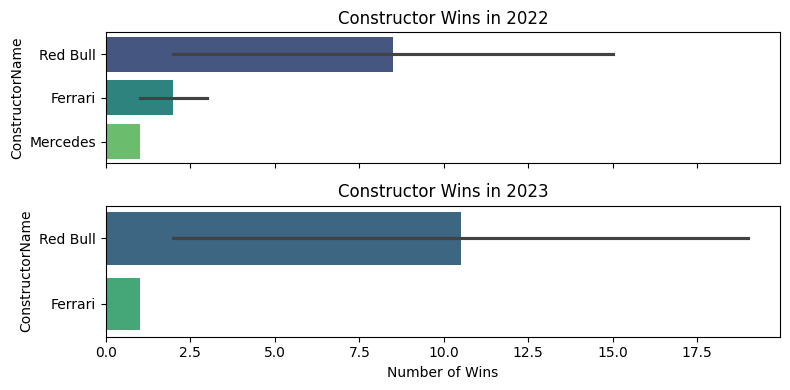 Constructor Wins in 2022
ConstructorName
Red Bull
Ferrari
Mercedes
Constructor Wins in 2023
ConstructorName
Red Bull
Ferrari
0.0 2.5 5.0 7.5 10.0 12.5 15.0 17.5
Number of Wins